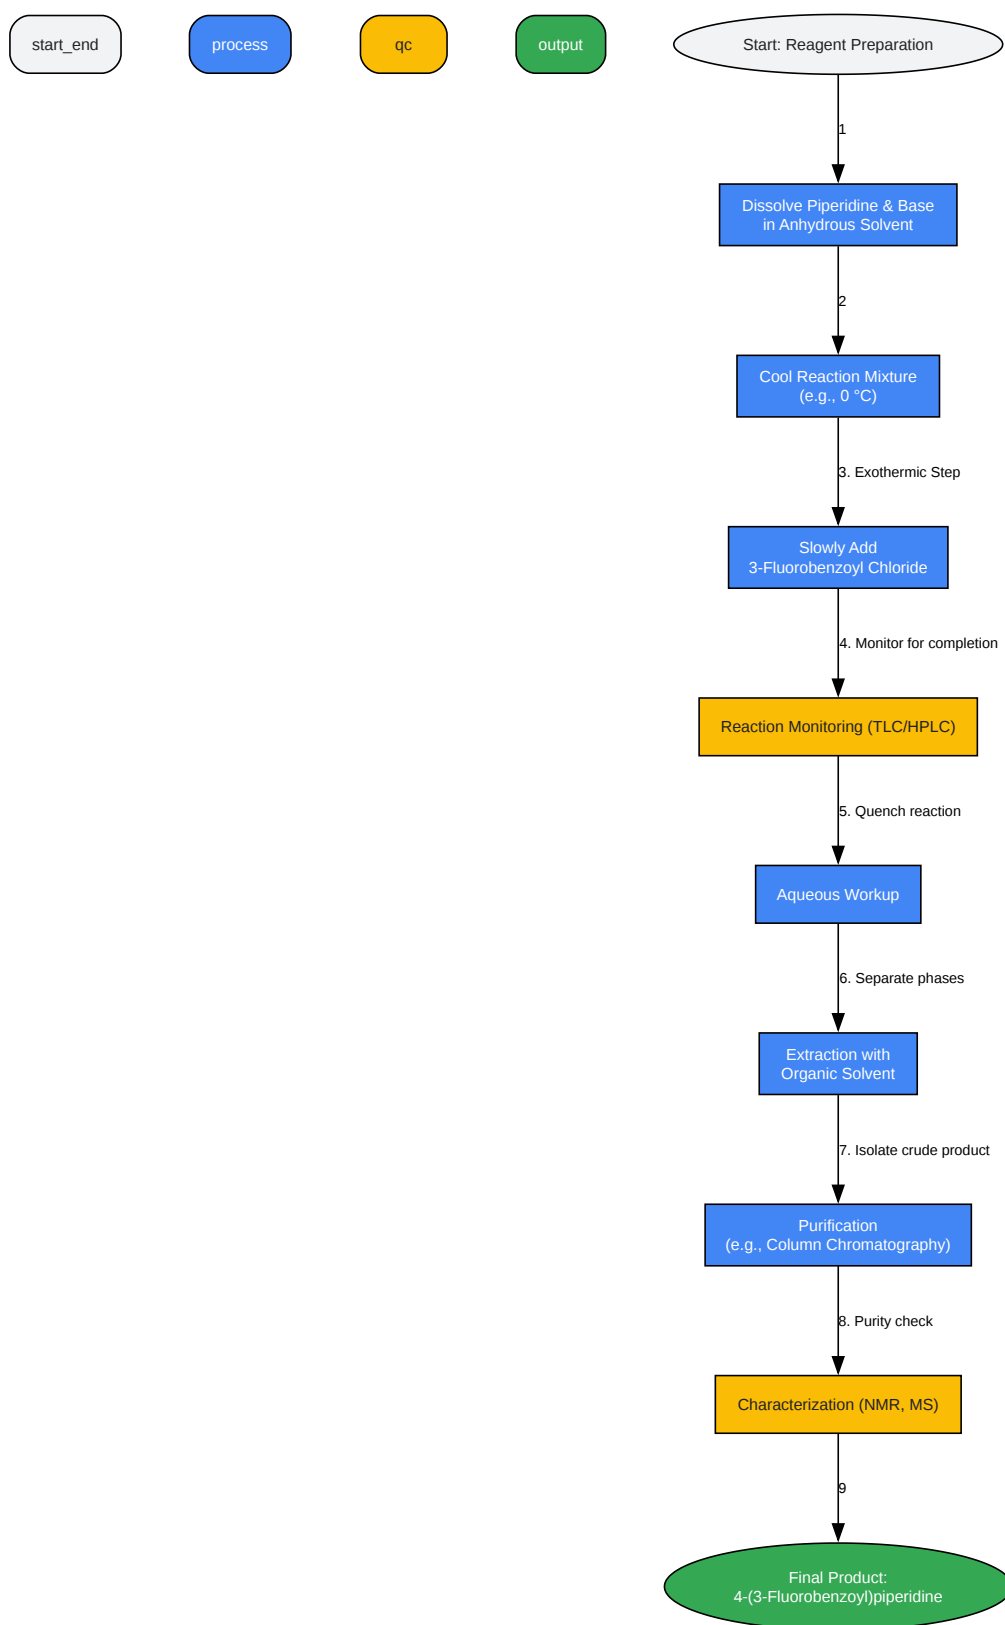 start_end
process
qc
output
Start: Reagent Preparation
1
Dissolve Piperidine & Base
in Anhydrous Solvent
2
Cool Reaction Mixture
(e.g., 0 °C)
3. Exothermic Step
Slowly Add
3-Fluorobenzoyl Chloride
4. Monitor for completion
Reaction Monitoring (TLC/HPLC)
5. Quench reaction
Aqueous Workup
6. Separate phases
Extraction with
Organic Solvent
7. Isolate crude product
Purification
(e.g., Column Chromatography)
8. Purity check
Characterization (NMR, MS)
9
Final Product:
4-(3-Fluorobenzoyl)piperidine